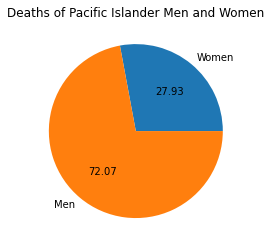 Deaths of Pacific Islander Men and Women
Women
27.93
72.07
Men